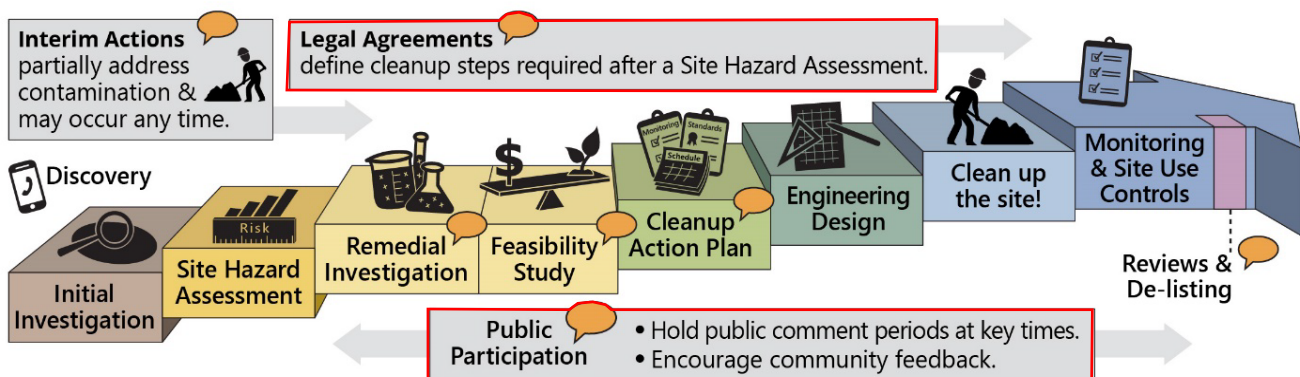 Interim Actions
partially address
contamination &
may occur any time.
Legal Agreements
define cleanup steps required after a Site Hazard Assessment.
Discovery
Initial
Investigation
Risk
Site Hazard
Assessment
Remedial
Investigation
$
Feasibility
Study
Monitoring
Standards
Schedule
Cleanup
Action Plan
Engineering
Design
Clean up
the site!
Monitoring
& Site Use
Controls
Reviews &
De-listing
Public
Participation
• Hold public comment periods at key times.
• Encourage community feedback.